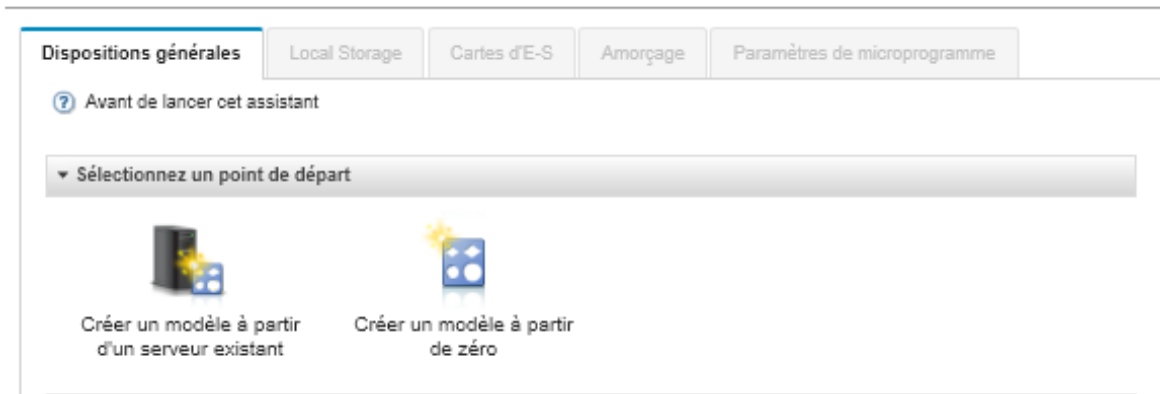 Dispositions générales Local Storage Cartes d'E-S Amorçage Paramètres de microprogramme
? Avant de lancer cet assistant
Sélectionnez un point de départ
Créer un modèle à partir d'un serveur existant
Créer un modèle à partir de zéro